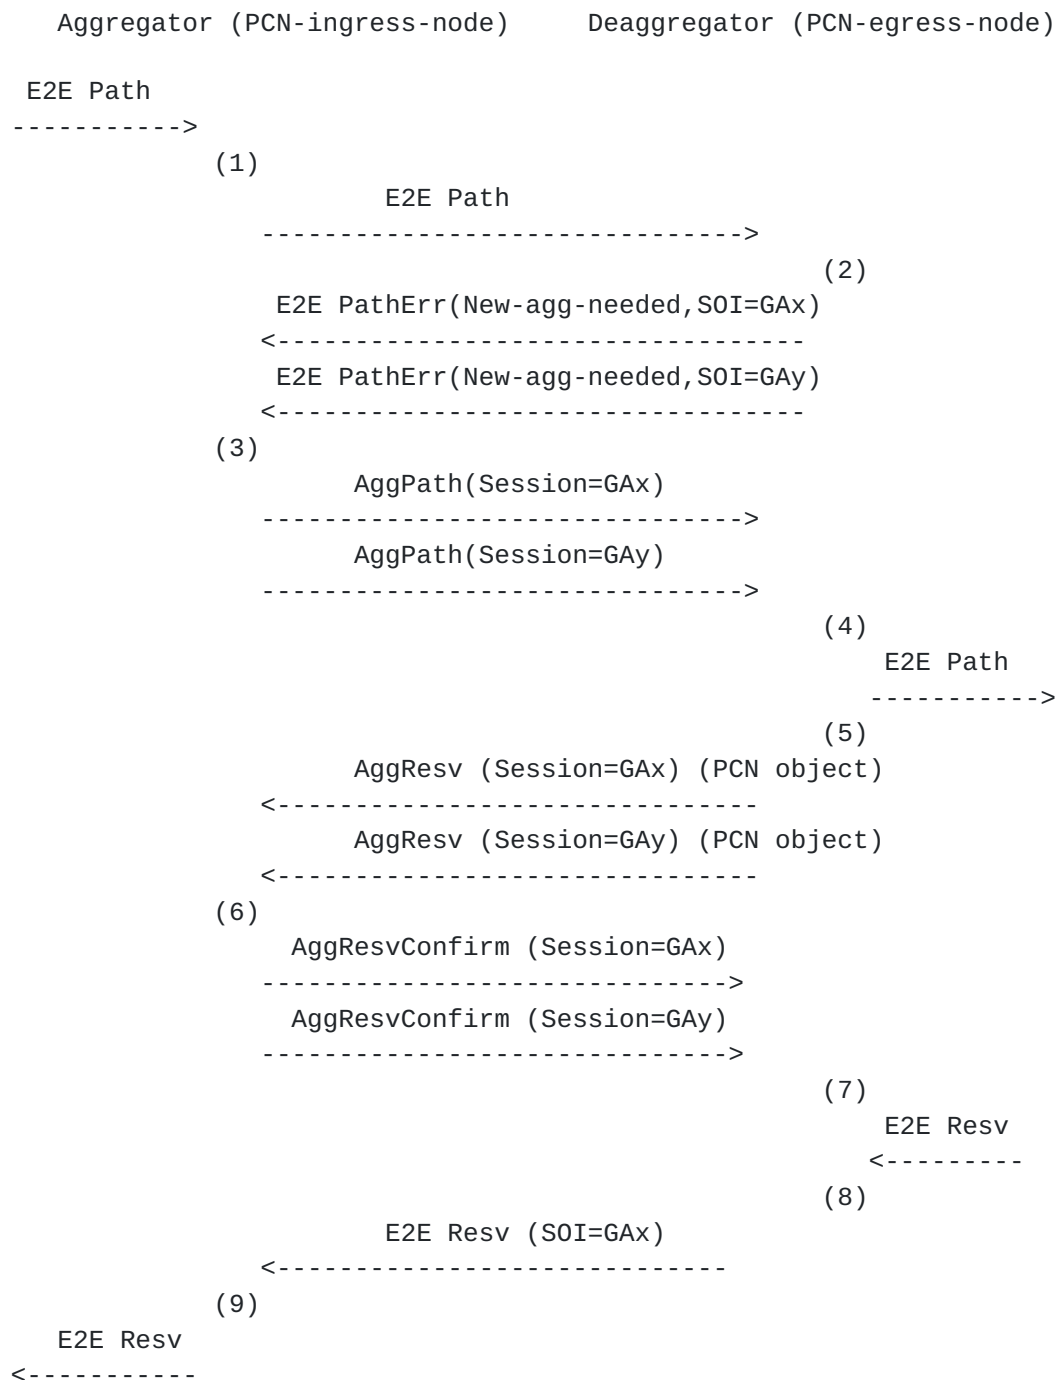 Aggregator (PCN-ingress-node)     Deaggregator (PCN-egress-node)
E2E Path
----------->
(1)
E2E Path
------------------------------->
(2)
E2E PathErr(New-agg-needed,SOI=GAx)
<----------------------------------
E2E PathErr(New-agg-needed,SOI=GAy)
<----------------------------------
(3)
AggPath(Session=GAx)
------------------------------->
AggPath(Session=GAy)
------------------------------->
(4)
E2E Path
----------->
(5)
AggResv (Session=GAx) (PCN object)
<-------------------------------
AggResv (Session=GAy) (PCN object)
<-------------------------------
(6)
AggResvConfirm (Session=GAx)
------------------------------>
AggResvConfirm (Session=GAy)
------------------------------>
(7)
E2E Resv
<---------
(8)
E2E Resv (SOI=GAx)
<-----------------------------
(9)
E2E Resv
<-----------